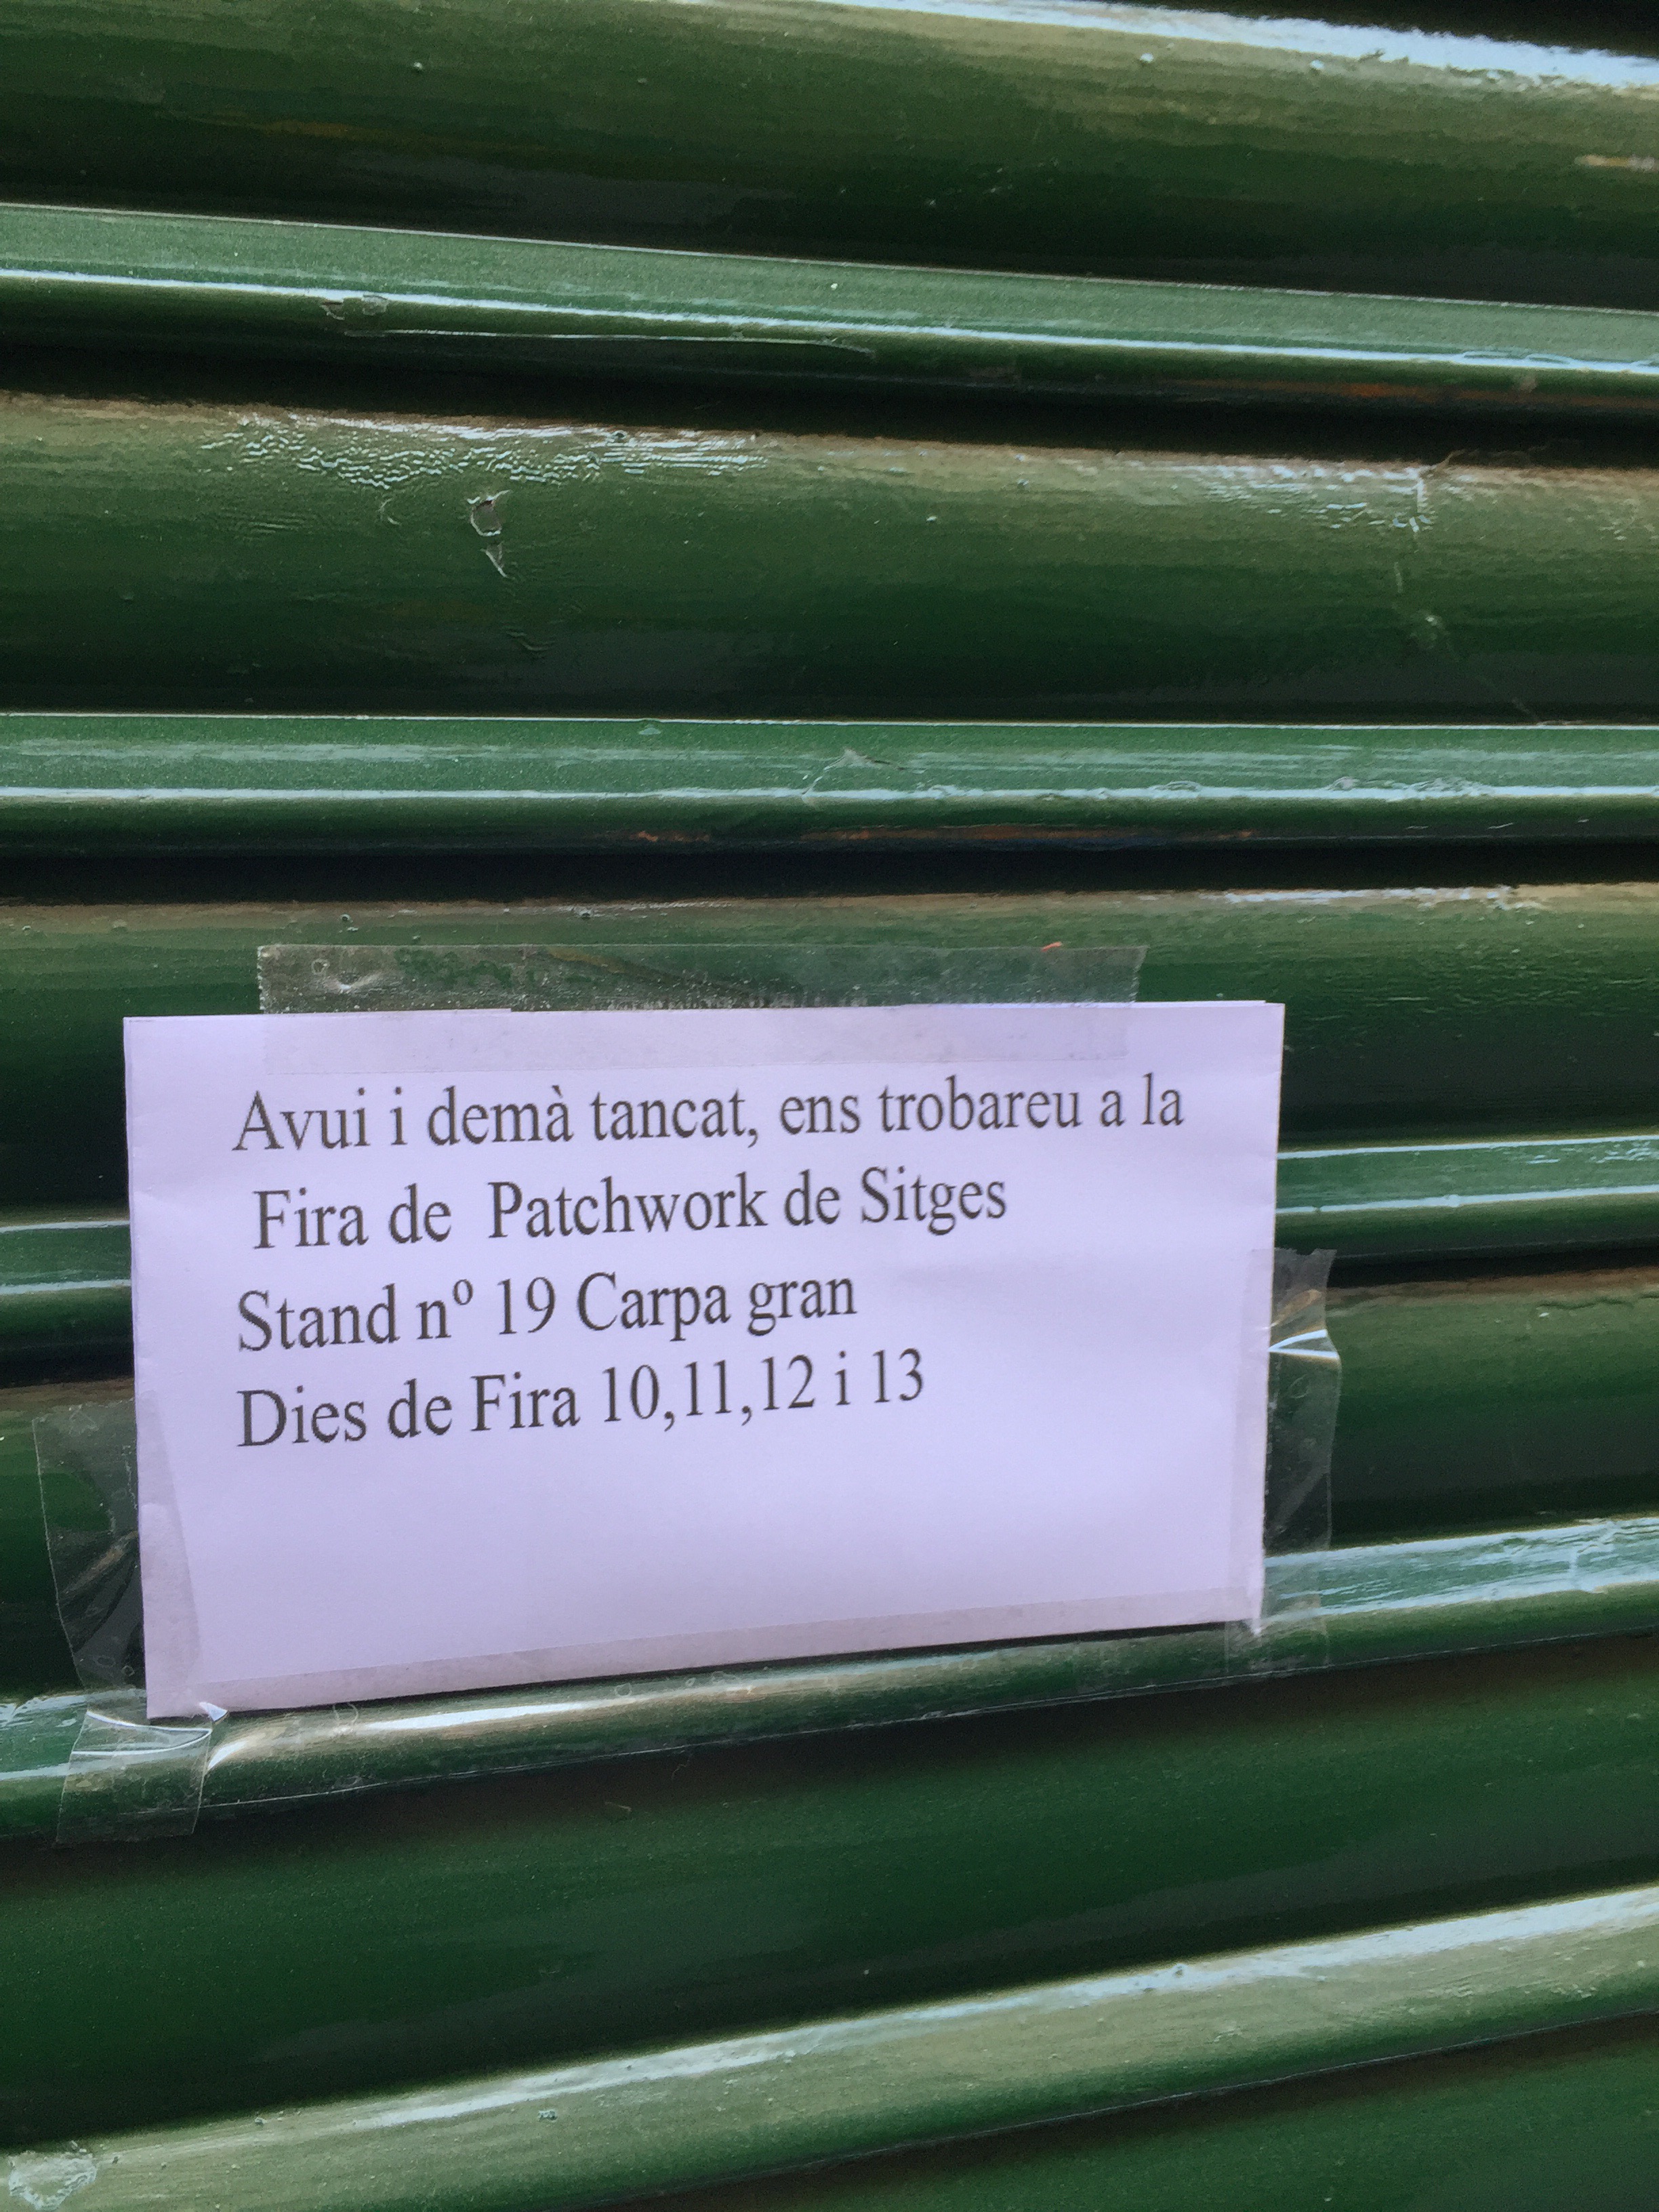 Avui i demà tancat, ens trobareu a la
Fira de Patchwork de Sitges
Stand nº 19 Carpa gran
Dies de Fira 10,11,12 i 13